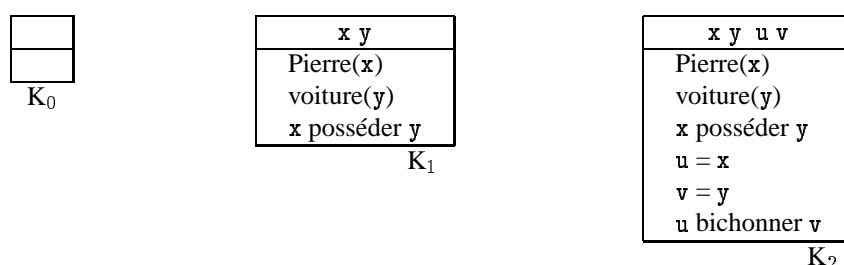 K₀
x y
Pierre(x)
voiture(y)
x posséder y
K₁
x y u v
Pierre(x)
voiture(y)
x posséder y
u = x
v = y
u bichonner v
K₂